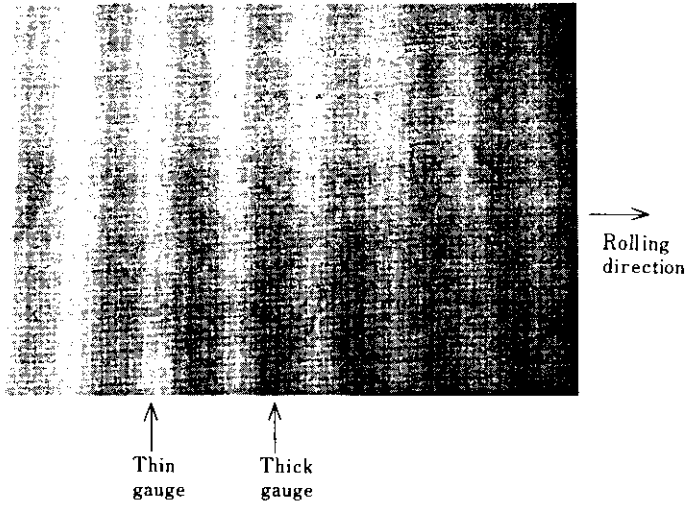 Rolling
direction
Thin
gauge
Thick
gauge